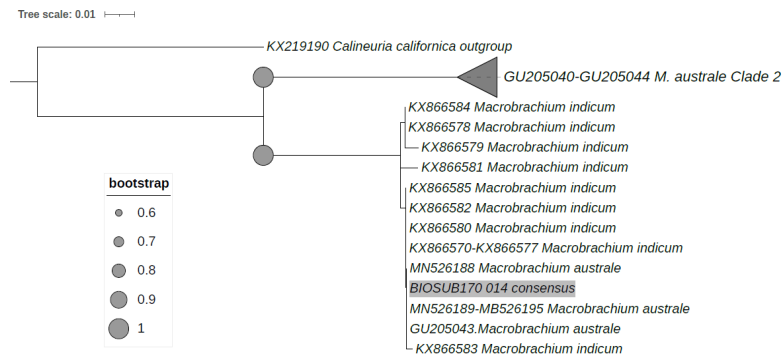 Tree scale: 0.01
KX219190 Calineuria californica outgroup
GU205040-GU205044 M. australe Clade 2
KX866584 Macrobrachium indicum
KX866578 Macrobrachium indicum
KX866579 Macrobrachium indicum
KX866581 Macrobrachium indicum
KX866585 Macrobrachium indicum
KX866582 Macrobrachium indicum
KX866580 Macrobrachium indicum
KX866570-KX866577 Macrobrachium indicum
MN526188 Macrobrachium australe
BIOSUB170 014 consensus
MN526189-MB526195 Macrobrachium australe
GU205043.Macrobrachium australe
KX866583 Macrobrachium indicum
bootstrap
0.6
0.7
0.8
0.9
1